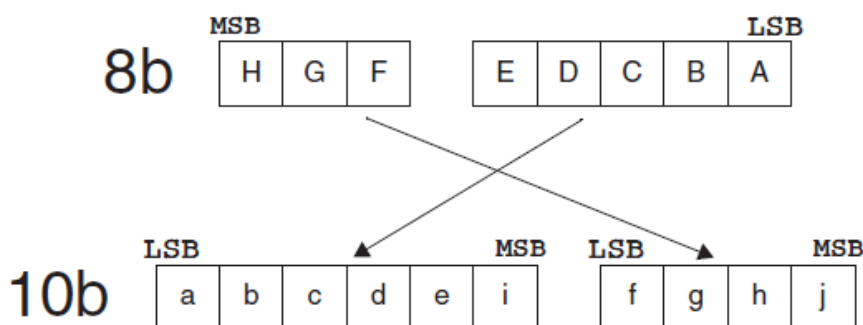 MSB LSB
8b H G F E D C B A
LSB MSB LSB MSB
10b a b c d e i f g h j